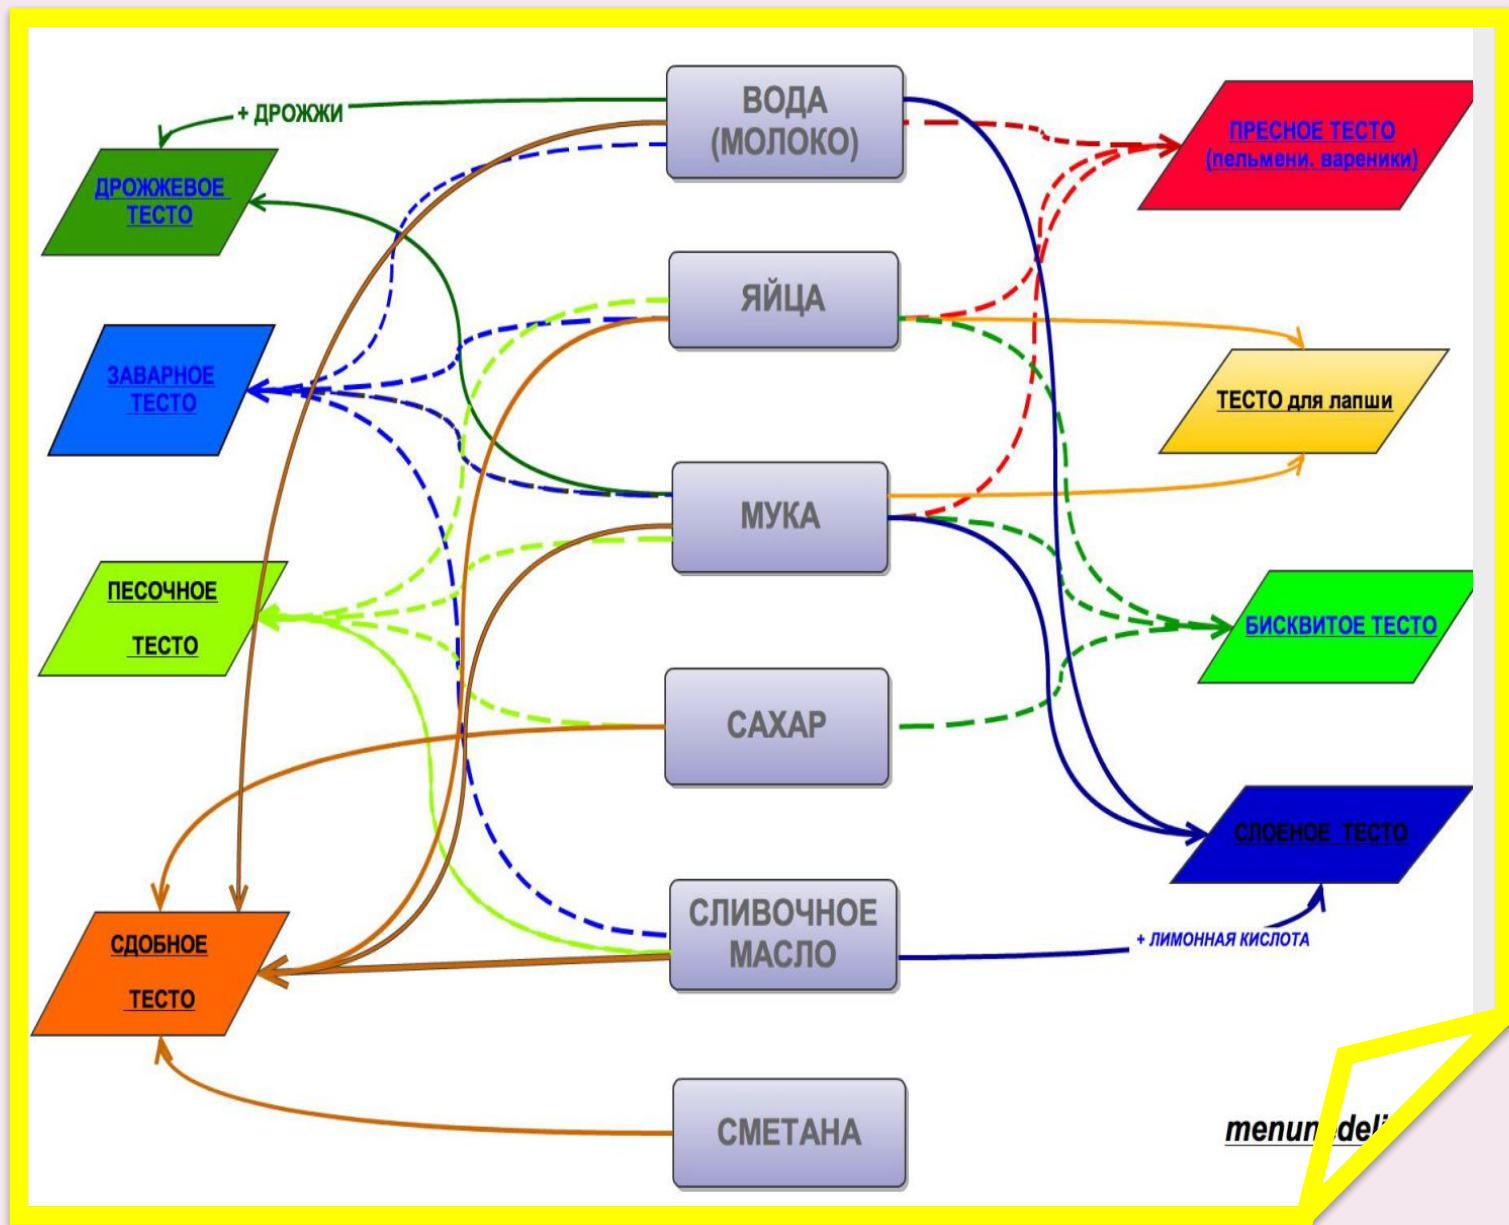 ВОДА
(МОЛОКО)
+ ДРОЖЖИ
ПРЕСНОЕ ТЕСТО
(пельмени. вареники)
ДРОЖЖЕВОЕ
ТЕСТО
ЯЙЦА
ЗАВАРНОЕ
ТЕСТО
ТЕСТО для лапши
МУКА
ПЕСОЧНОЕ
ТЕСТО
БИСКВИТОЕ ТЕСТО
САХАР
СЛОЕНОЕ ТЕСТО
СЛИВОЧНОЕ
МАСЛО
+ ЛИМОННАЯ КИСЛОТА
СДОБНОЕ
ТЕСТО
СМЕТАНА